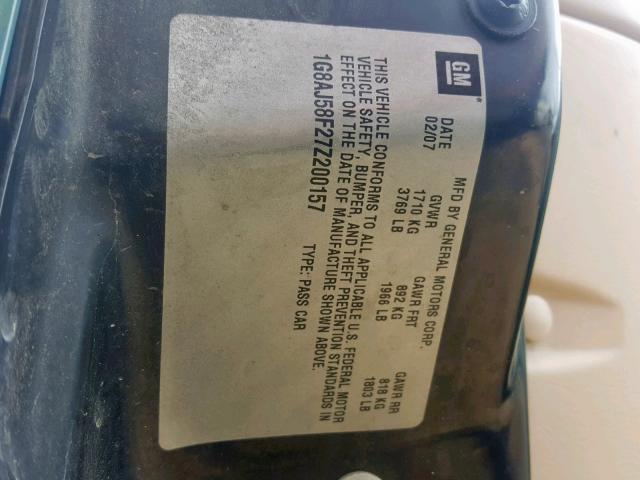 GM
MFD BY GENERAL MOTORS CORP.
DATE GVWR GAWR FRT GAWR RR
02/07 1710 KG 892 KG 818 KG
3769 LB 1966 LB 1803 LB
THIS VEHICLE CONFORMS TO ALL APPLICABLE U.S. FEDERAL MOTOR
VEHICLE SAFETY, BUMPER, AND THEFT PREVENTION STANDARDS IN
EFFECT ON THE DATE OF MANUFACTURE SHOWN ABOVE.
1G8AJ58F27Z200157 TYPE: PASS CAR